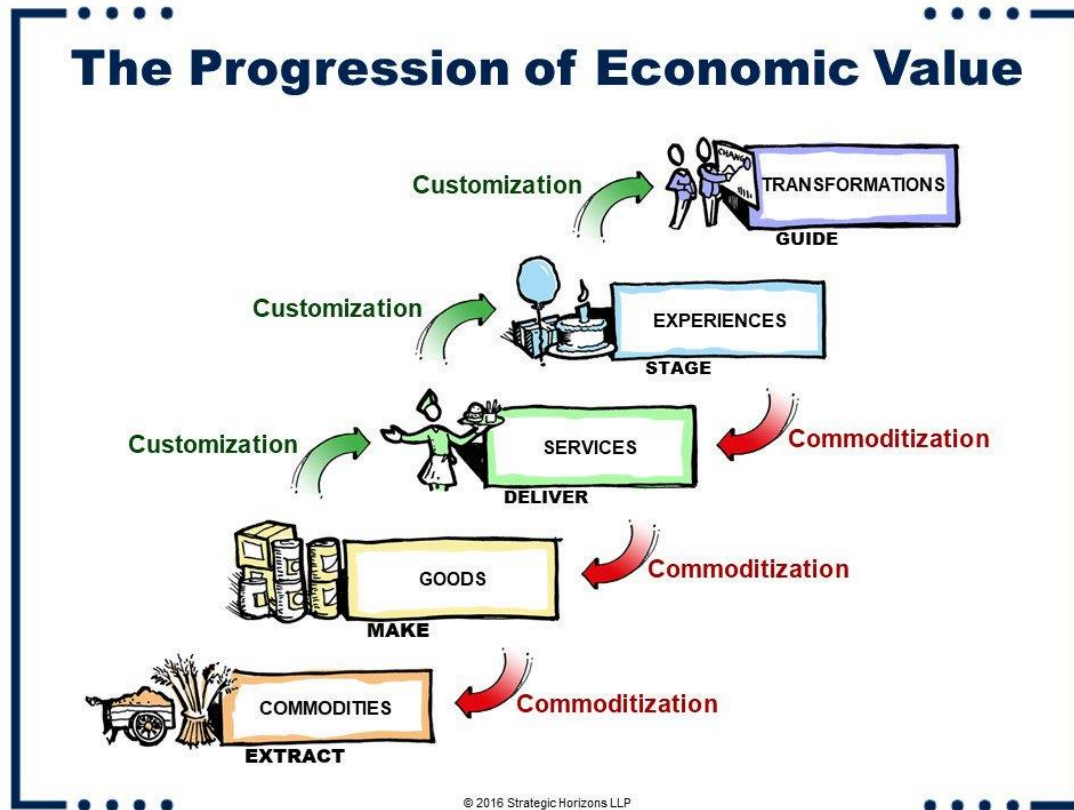 The Progression of Economic Value
CHANGE
Customization
TRANSFORMATIONS
GUIDE
Customization
EXPERIENCES
STAGE
Customization
SERVICES
Commoditization
DELIVER
GOODS
Commoditization
MAKE
COMMODITIES
Commoditization
EXTRACT
© 2016 Strategic Horizons LLP